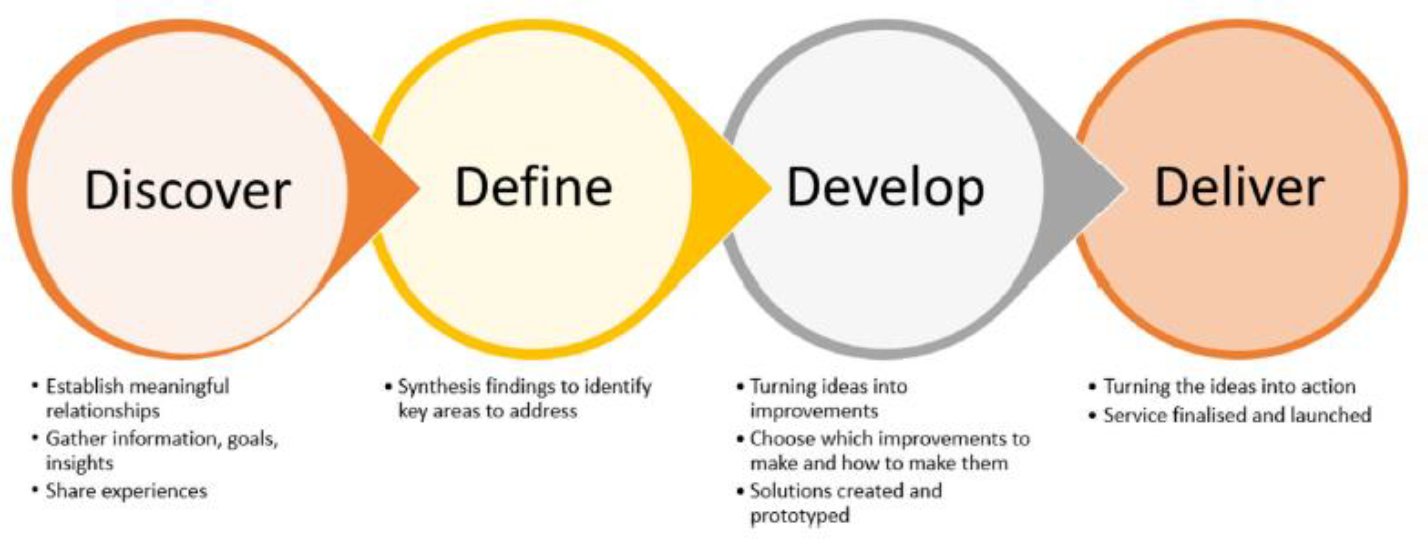 Discover
Define
Develop
Deliver
• Establish meaningful
relationships
• Gather information, goals,
insights
• Share experiences
• Synthesis findings to identify
key areas to address
• Turning ideas into
improvements
• Choose which improvements to
make and how to make them
• Solutions created and
prototyped
• Turning the ideas into action
• Service finalised and launched